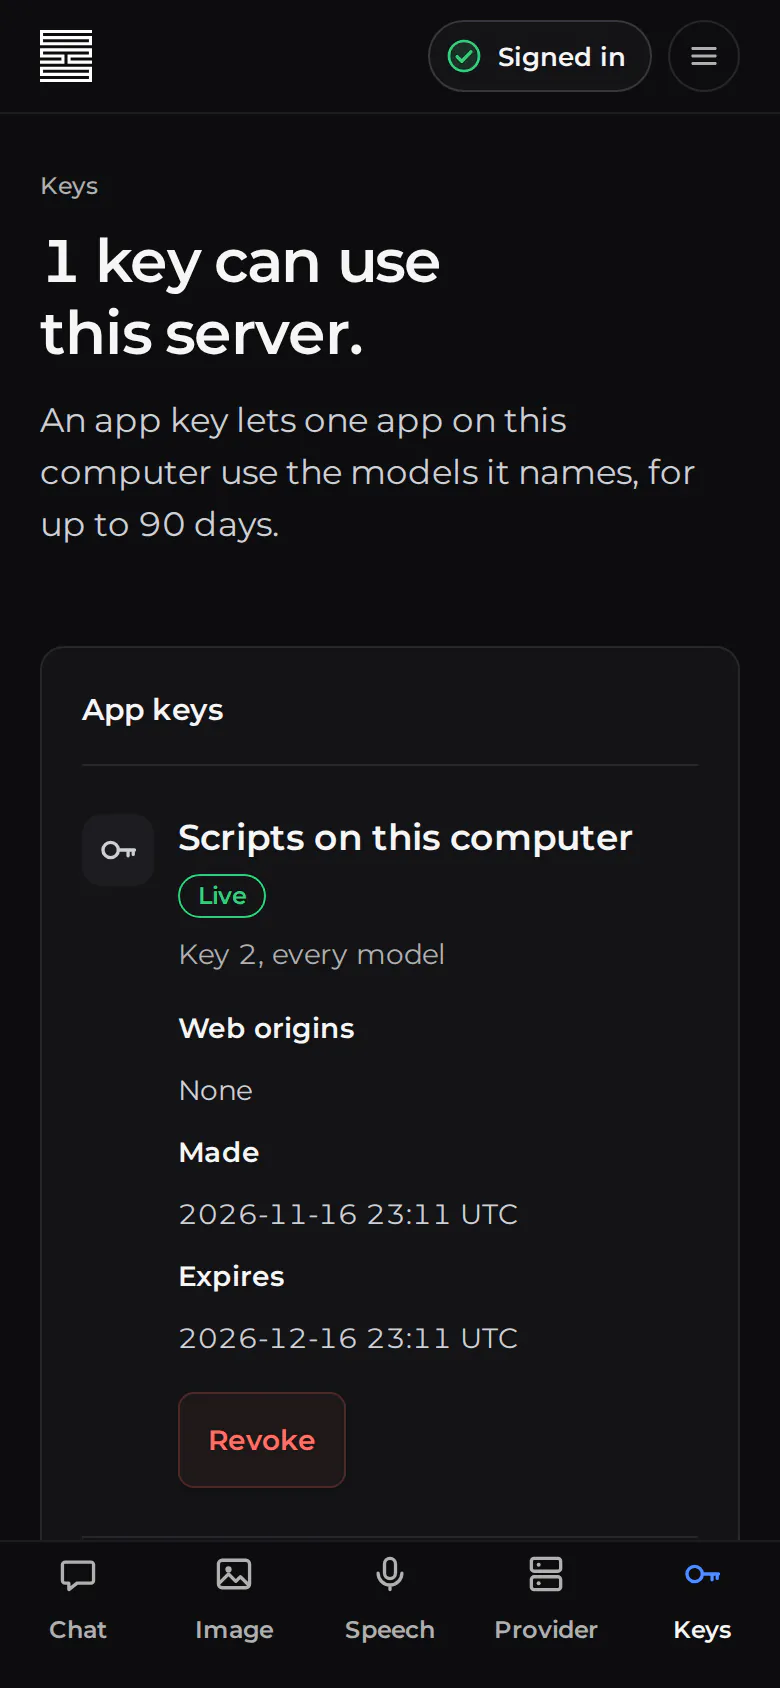 Signed in
Keys
1 key can use
this server.
An app key lets one app on this
computer use the models it names, for
up to 90 days.
App keys
Scripts on this computer
Live
Key 2, every model
Web origins
None
Made
2026-11-16 23:11 UTC
Expires
2026-12-16 23:11 UTC
Revoke
Chat
Image
Speech
Provider
Keys